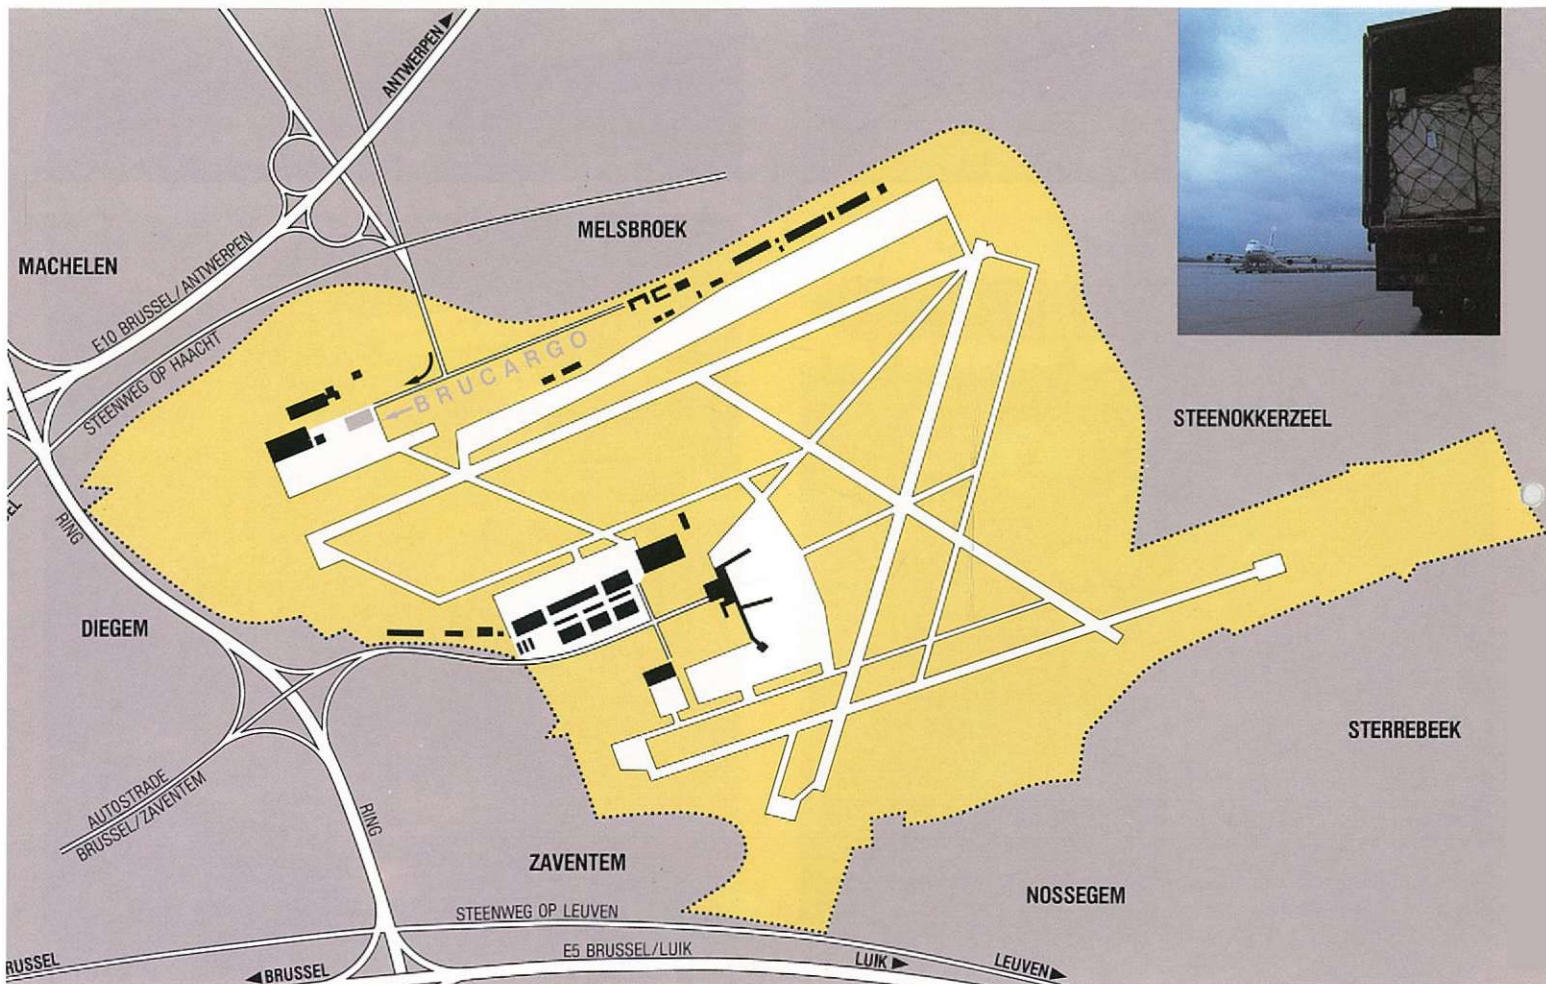 ANTWERPEN
MELSBROEK
MACHELEN
E10 BRUSSEL/ANTWERPEN
STEENWEG OP HAACHT
BRUCARGO
STEENOKKERZEEL
RING
DIEGEM
STERREBEEK
AUTOSTRADE
BRUSSEL/ZAVENTEM
RING
ZAVENTEM
NOSSEGEM
STEENWEG OP LEUVEN
E5 BRUSSEL/LUIK
BRUSSEL
LUIK
LEUVEN